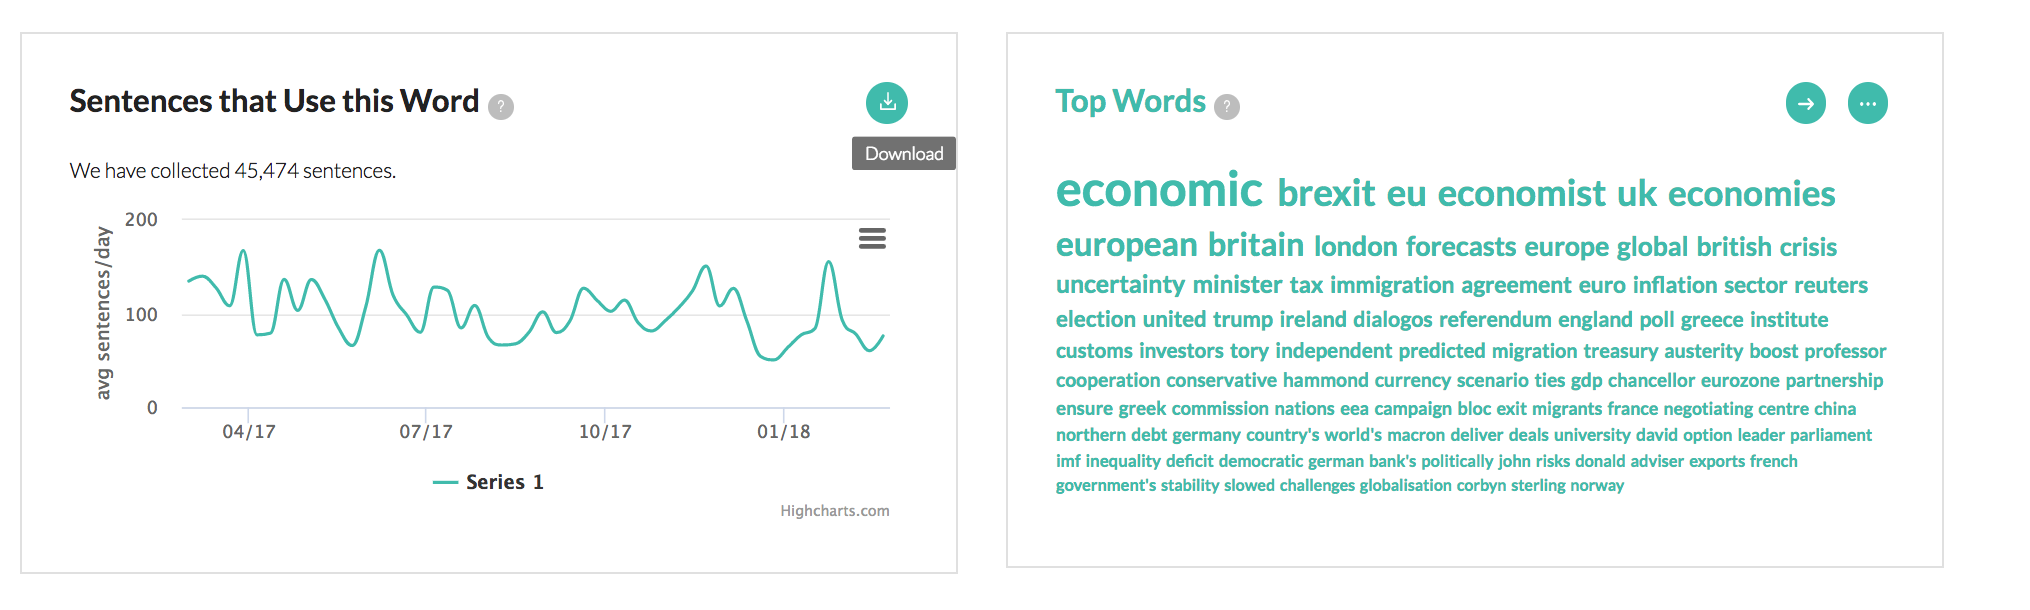 Sentences that Use this Word ?
Download
We have collected 45,474 sentences.
200
100
0
avg sentences/day
04/17 07/17 10/17 01/18
Series 1
Highcharts.com
Top Words ?
economic brexit eu economist uk economies
european britain london forecasts europe global british crisis
uncertainty minister tax immigration agreement euro inflation sector reuters
election united trump ireland dialogos referendum england poll greece institute
customs investors tory independent predicted migration treasury austerity boost professor
cooperation conservative hammond currency scenario ties gdp chancellor eurozone partnership
ensure greek commission nations eea campaign bloc exit migrants france negotiating centre china
northern debt germany country's world's macron deliver deals university david option leader parliament
imf inequality deficit democratic german bank's politically john risks donald adviser exports french
government's stability slowed challenges globalisation corbyn sterling norway